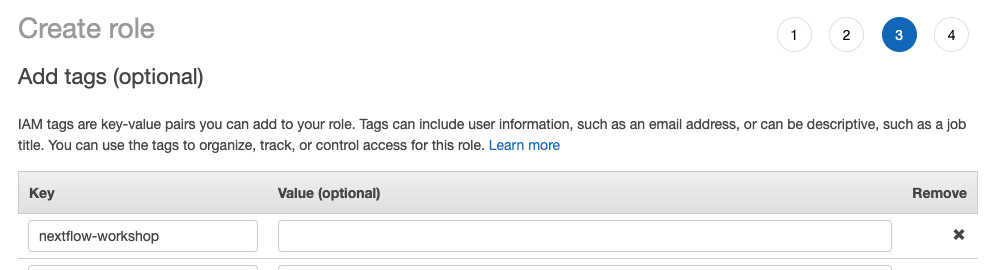 Create role
1 2 3 4
Add tags (optional)
IAM tags are key-value pairs you can add to your role. Tags can include user information, such as an email address, or can be descriptive, such as a job
title. You can use the tags to organize, track, or control access for this role. Learn more
Key Value (optional) Remove
nextflow-workshop